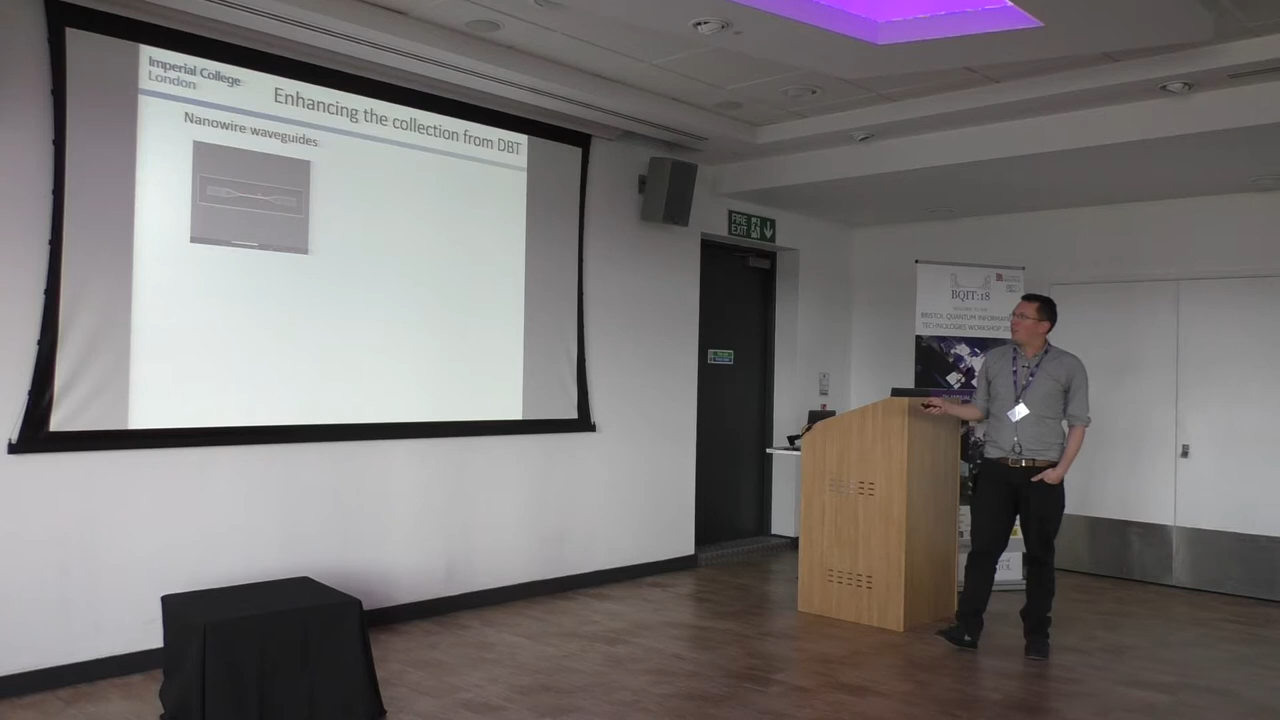 Imperial College
London
Enhancing the collection from DBT
Nanowire waveguides
FIRE
EXIT
BQIT:18
BRISTOL QUANTUM INFORMAT
TECHNOLOGIES WORKSHOP 20